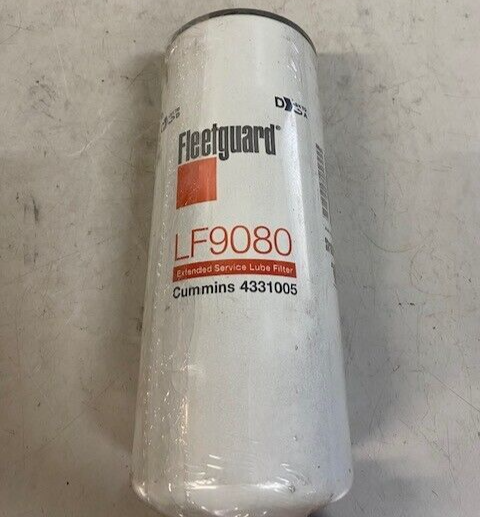 Fleetguard®
LF9080
Extended Service Lube Filter
Cummins 4331005